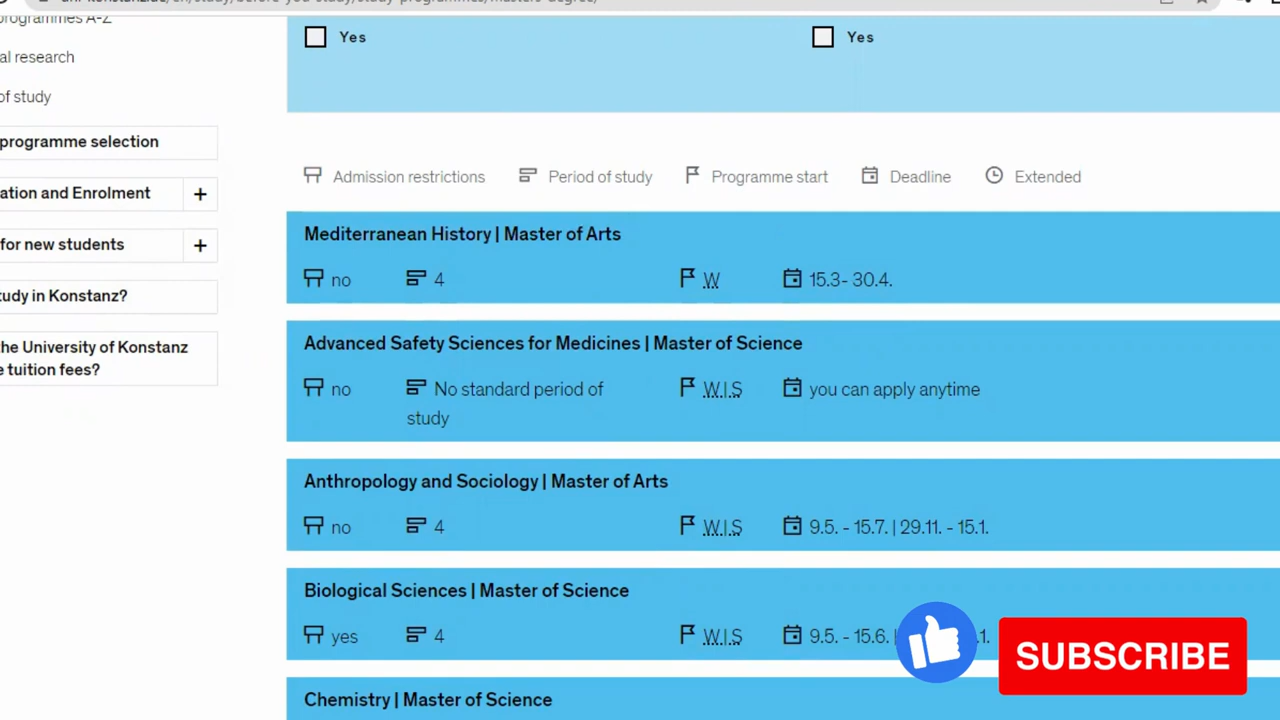 programmes A-Z
al research
of study
programme selection
ation and Enrolment +
for new students +
tudy in Konstanz?
the University of Konstanz
e tuition fees?
Yes Yes
Admission restrictions Period of study Programme start Deadline Extended
Mediterranean History | Master of Arts
no 4 W 15.3- 30.4.
Advanced Safety Sciences for Medicines | Master of Science
no No standard period of study W | S you can apply anytime
Anthropology and Sociology | Master of Arts
no 4 W | S 9.5. - 15.7. | 29.11. - 15.1.
Biological Sciences | Master of Science
yes 4 W | S 9.5. - 15.6. .1.
Chemistry | Master of Science
SUBSCRIBE